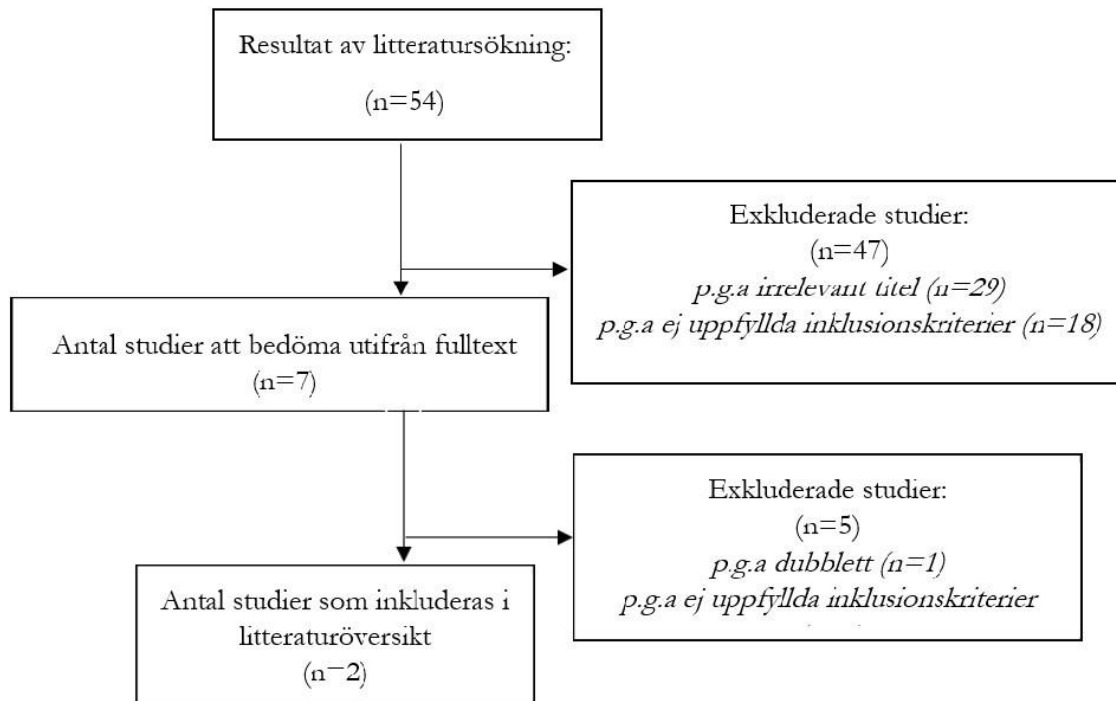 Resultat av litteratursökning:
(n=54)
Exkluderade studier:
(n=47)
p.g.a irrelevant titel (n=29)
p.g.a ej uppfyllda inklusionskriterier (n=18)
Antal studier att bedöma utifrån fulltext
(n=7)
Exkluderade studier:
(n=5)
p.g.a dubblett (n=1)
p.g.a ej uppfyllda inklusionskriterier
Antal studier som inkluderas i
litteraturöversikt
(n=2)